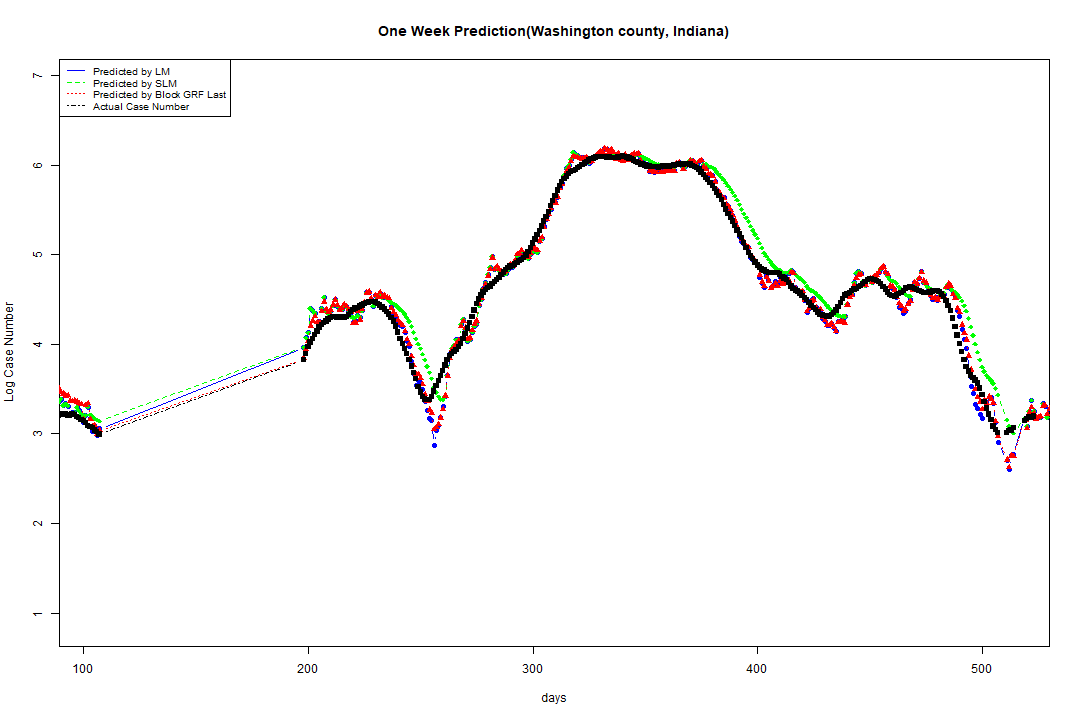 One Week Prediction(Washington county, Indiana)
Predicted by LM
Predicted by SLM
Predicted by Block GRF Last
Actual Case Number
7
6
5
4
3
2
1
Log Case Number
100 200 300 400 500
days